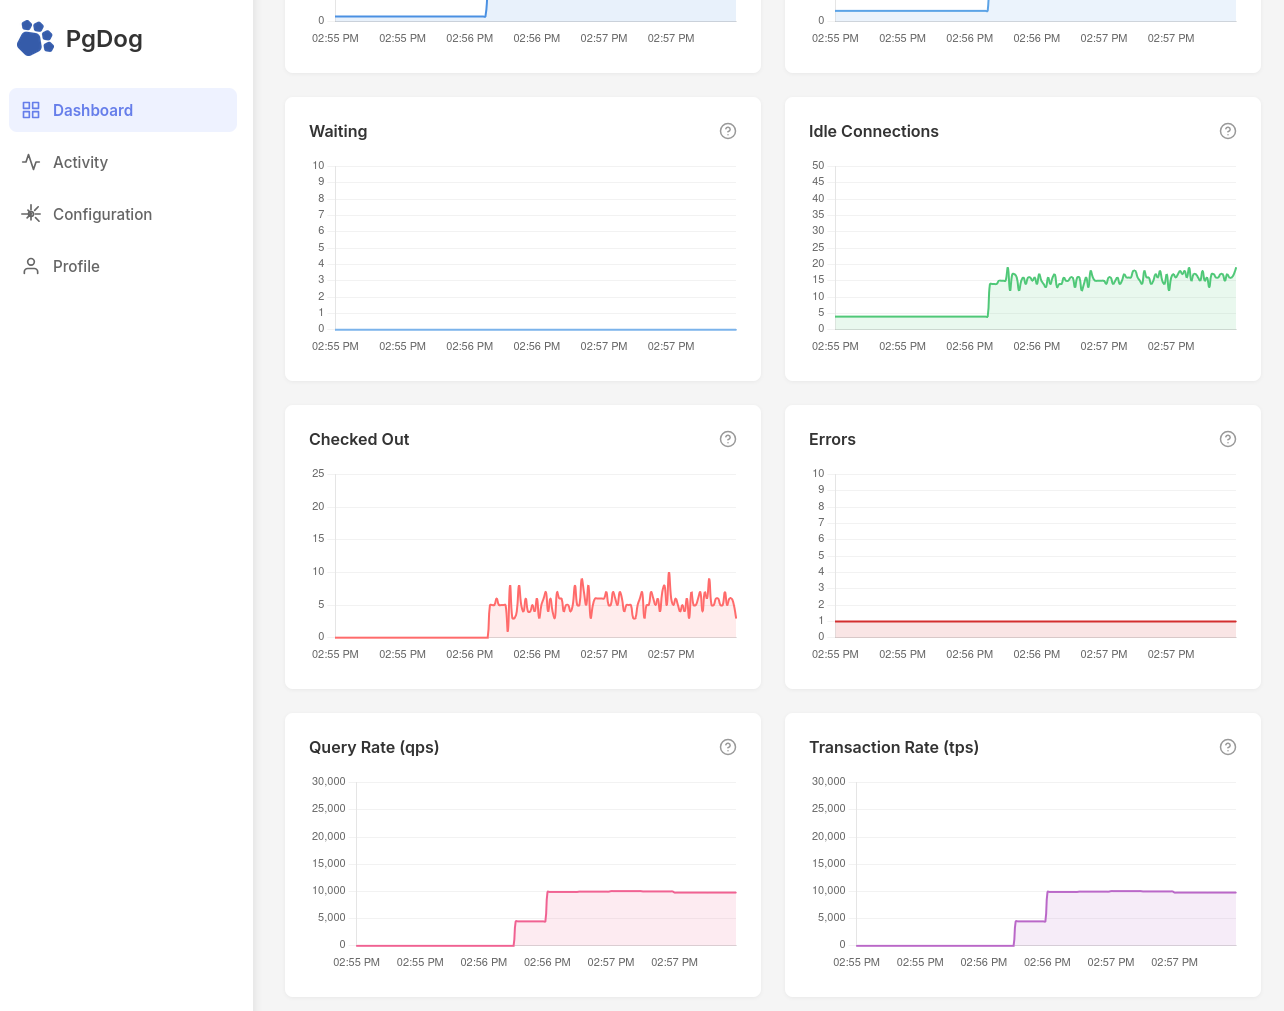 PgDog
Dashboard
Activity
Configuration
Profile
0
02:55 PM 02:55 PM 02:56 PM 02:56 PM 02:57 PM 02:57 PM
0
02:55 PM 02:55 PM 02:56 PM 02:56 PM 02:57 PM 02:57 PM
Waiting
10
9
8
7
6
5
4
3
2
1
0
02:55 PM 02:55 PM 02:56 PM 02:56 PM 02:57 PM 02:57 PM
Idle Connections
50
45
40
35
30
25
20
15
10
5
0
02:55 PM 02:55 PM 02:56 PM 02:56 PM 02:57 PM 02:57 PM
Checked Out
25
20
15
10
5
0
02:55 PM 02:55 PM 02:56 PM 02:56 PM 02:57 PM 02:57 PM
Errors
10
9
8
7
6
5
4
3
2
1
0
02:55 PM 02:55 PM 02:56 PM 02:56 PM 02:57 PM 02:57 PM
Query Rate (qps)
30,000
25,000
20,000
15,000
10,000
5,000
0
02:55 PM 02:55 PM 02:56 PM 02:56 PM 02:57 PM 02:57 PM
Transaction Rate (tps)
30,000
25,000
20,000
15,000
10,000
5,000
0
02:55 PM 02:55 PM 02:56 PM 02:56 PM 02:57 PM 02:57 PM